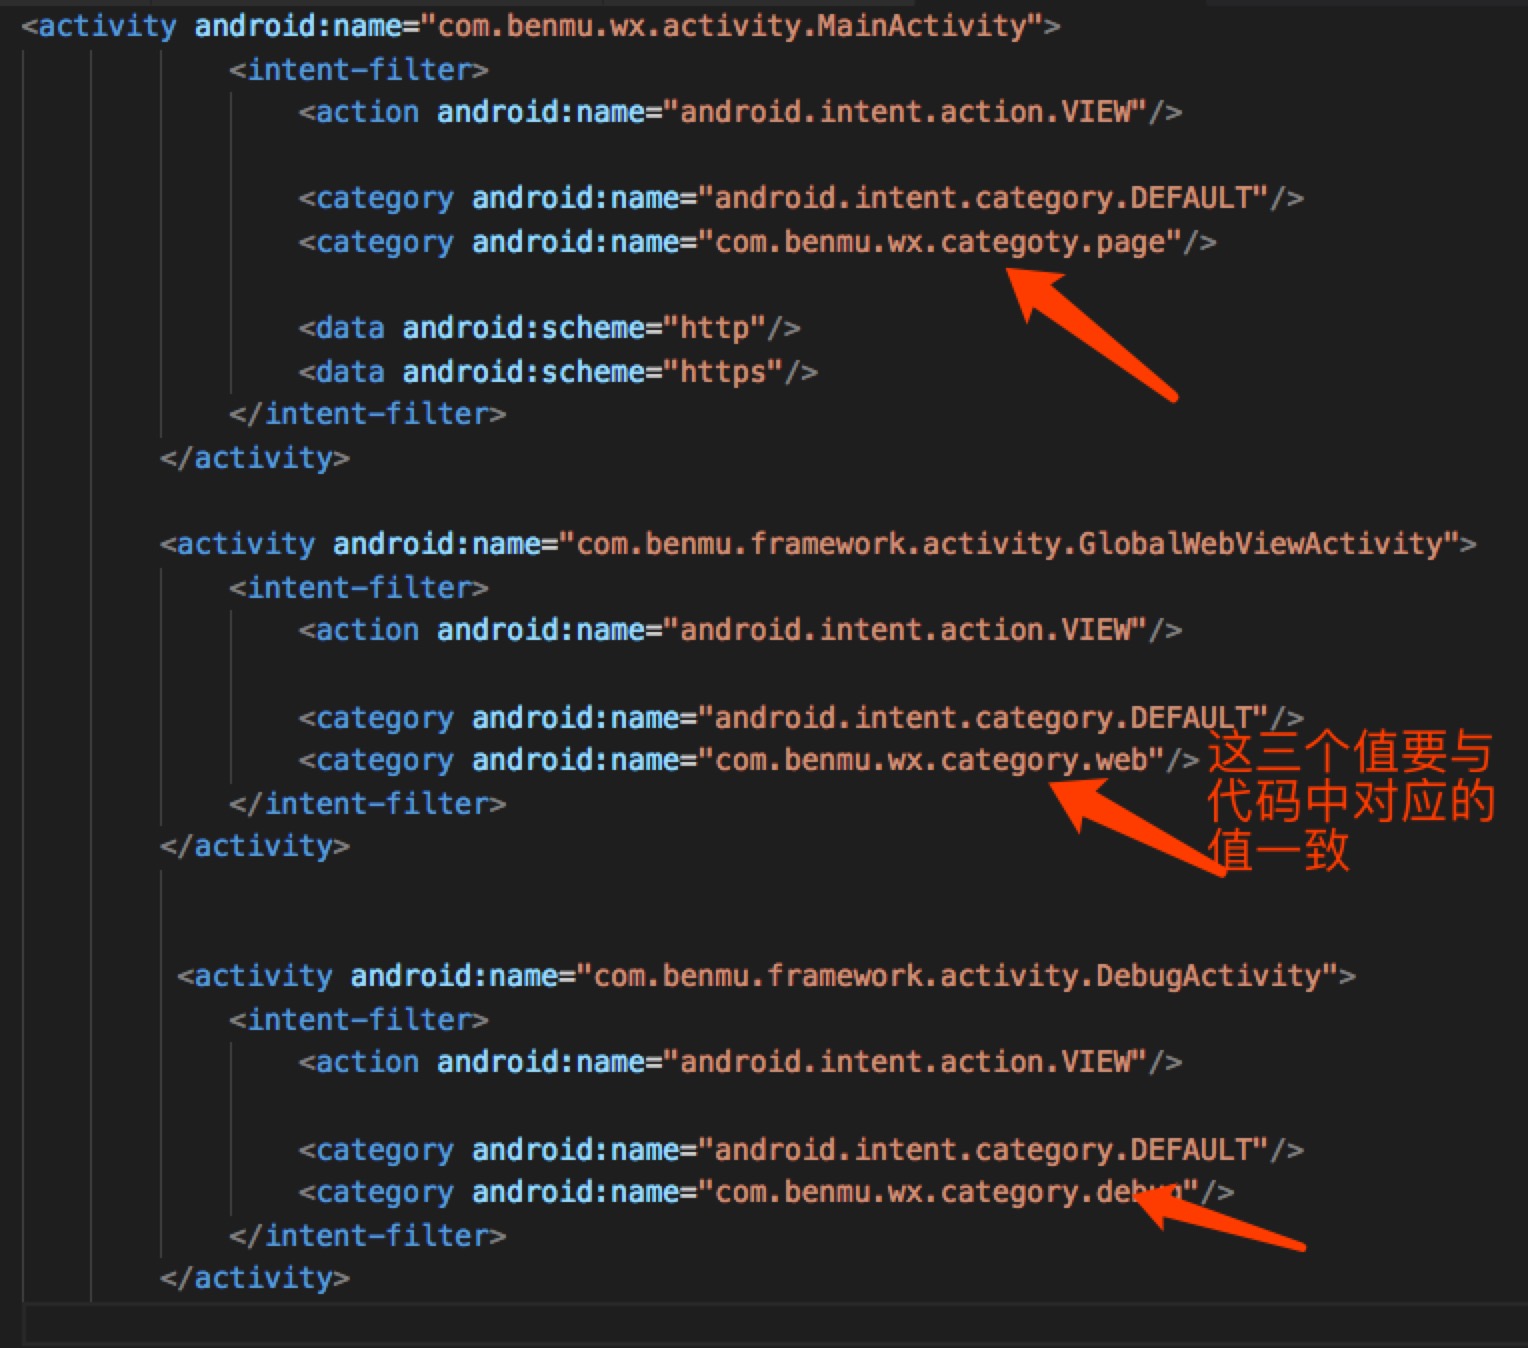 <activity android:name="com.benmu.wx.activity.MainActivity">
<intent-filter>
<action android:name="android.intent.action.VIEW"/>
<category android:name="android.intent.category.DEFAULT"/>
<category android:name="com.benmu.wx.categoty.page"/>
<data android:scheme="http"/>
<data android:scheme="https"/>
</intent-filter>
</activity>
<activity android:name="com.benmu.framework.activity.GlobalWebViewActivity">
<intent-filter>
<action android:name="android.intent.action.VIEW"/>
<category android:name="android.intent.category.DEFAULT"/>
<category android:name="com.benmu.wx.category.web"/>
</intent-filter>
</activity>
这三个值要与
代码中对应的
值一致
<activity android:name="com.benmu.framework.activity.DebugActivity">
<intent-filter>
<action android:name="android.intent.action.VIEW"/>
<category android:name="android.intent.category.DEFAULT"/>
<category android:name="com.benmu.wx.category.debug"/>
</intent-filter>
</activity>